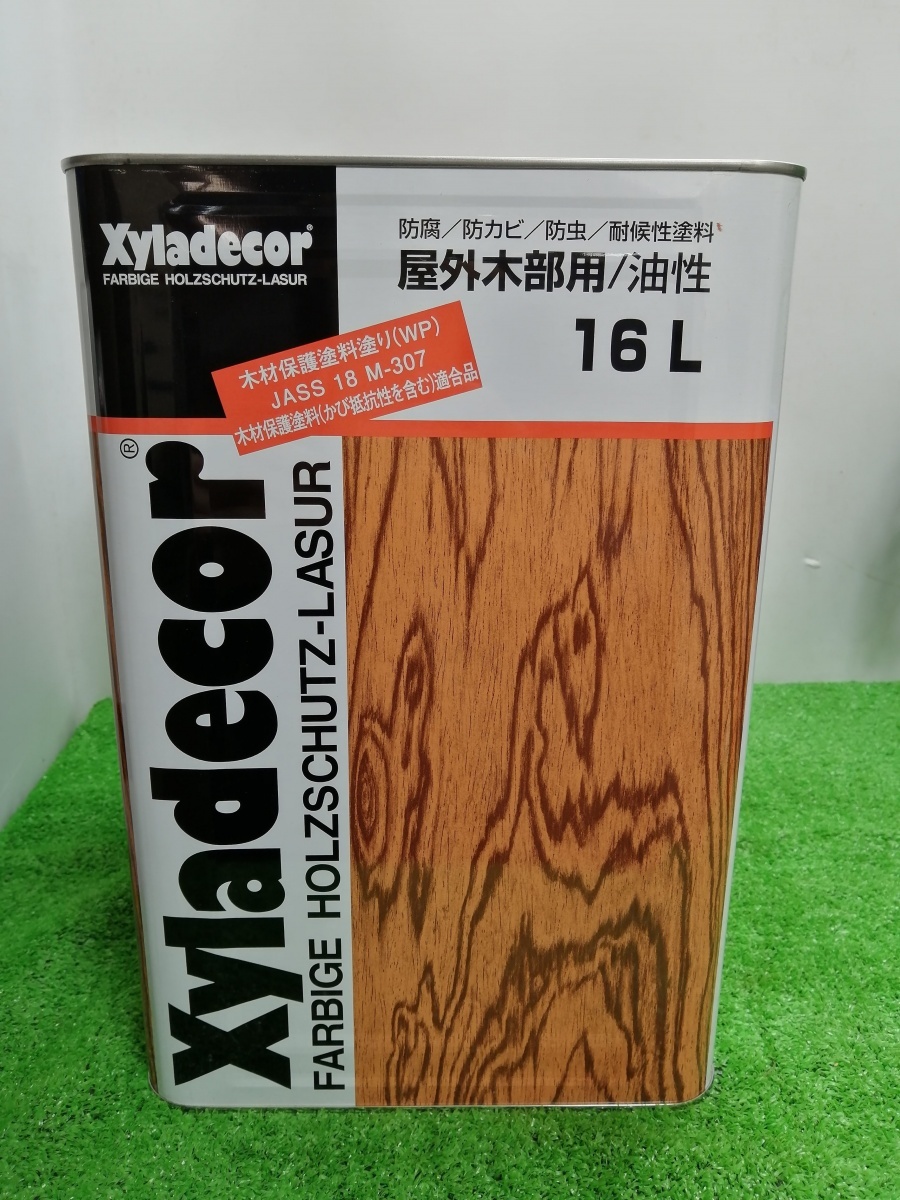 Xyladecor®
FARBIGE HOLZSCHUTZ-LASUR
防腐/防カビ/防虫/耐候性塗料
屋外木部用/油性
16L
木材保護塗料塗り(WP)
JASS 18 M-307
木材保護塗料(かび抵抗性を含む)適合品
Xyladecor®
FARBIGE HOLZSCHUTZ-LASUR